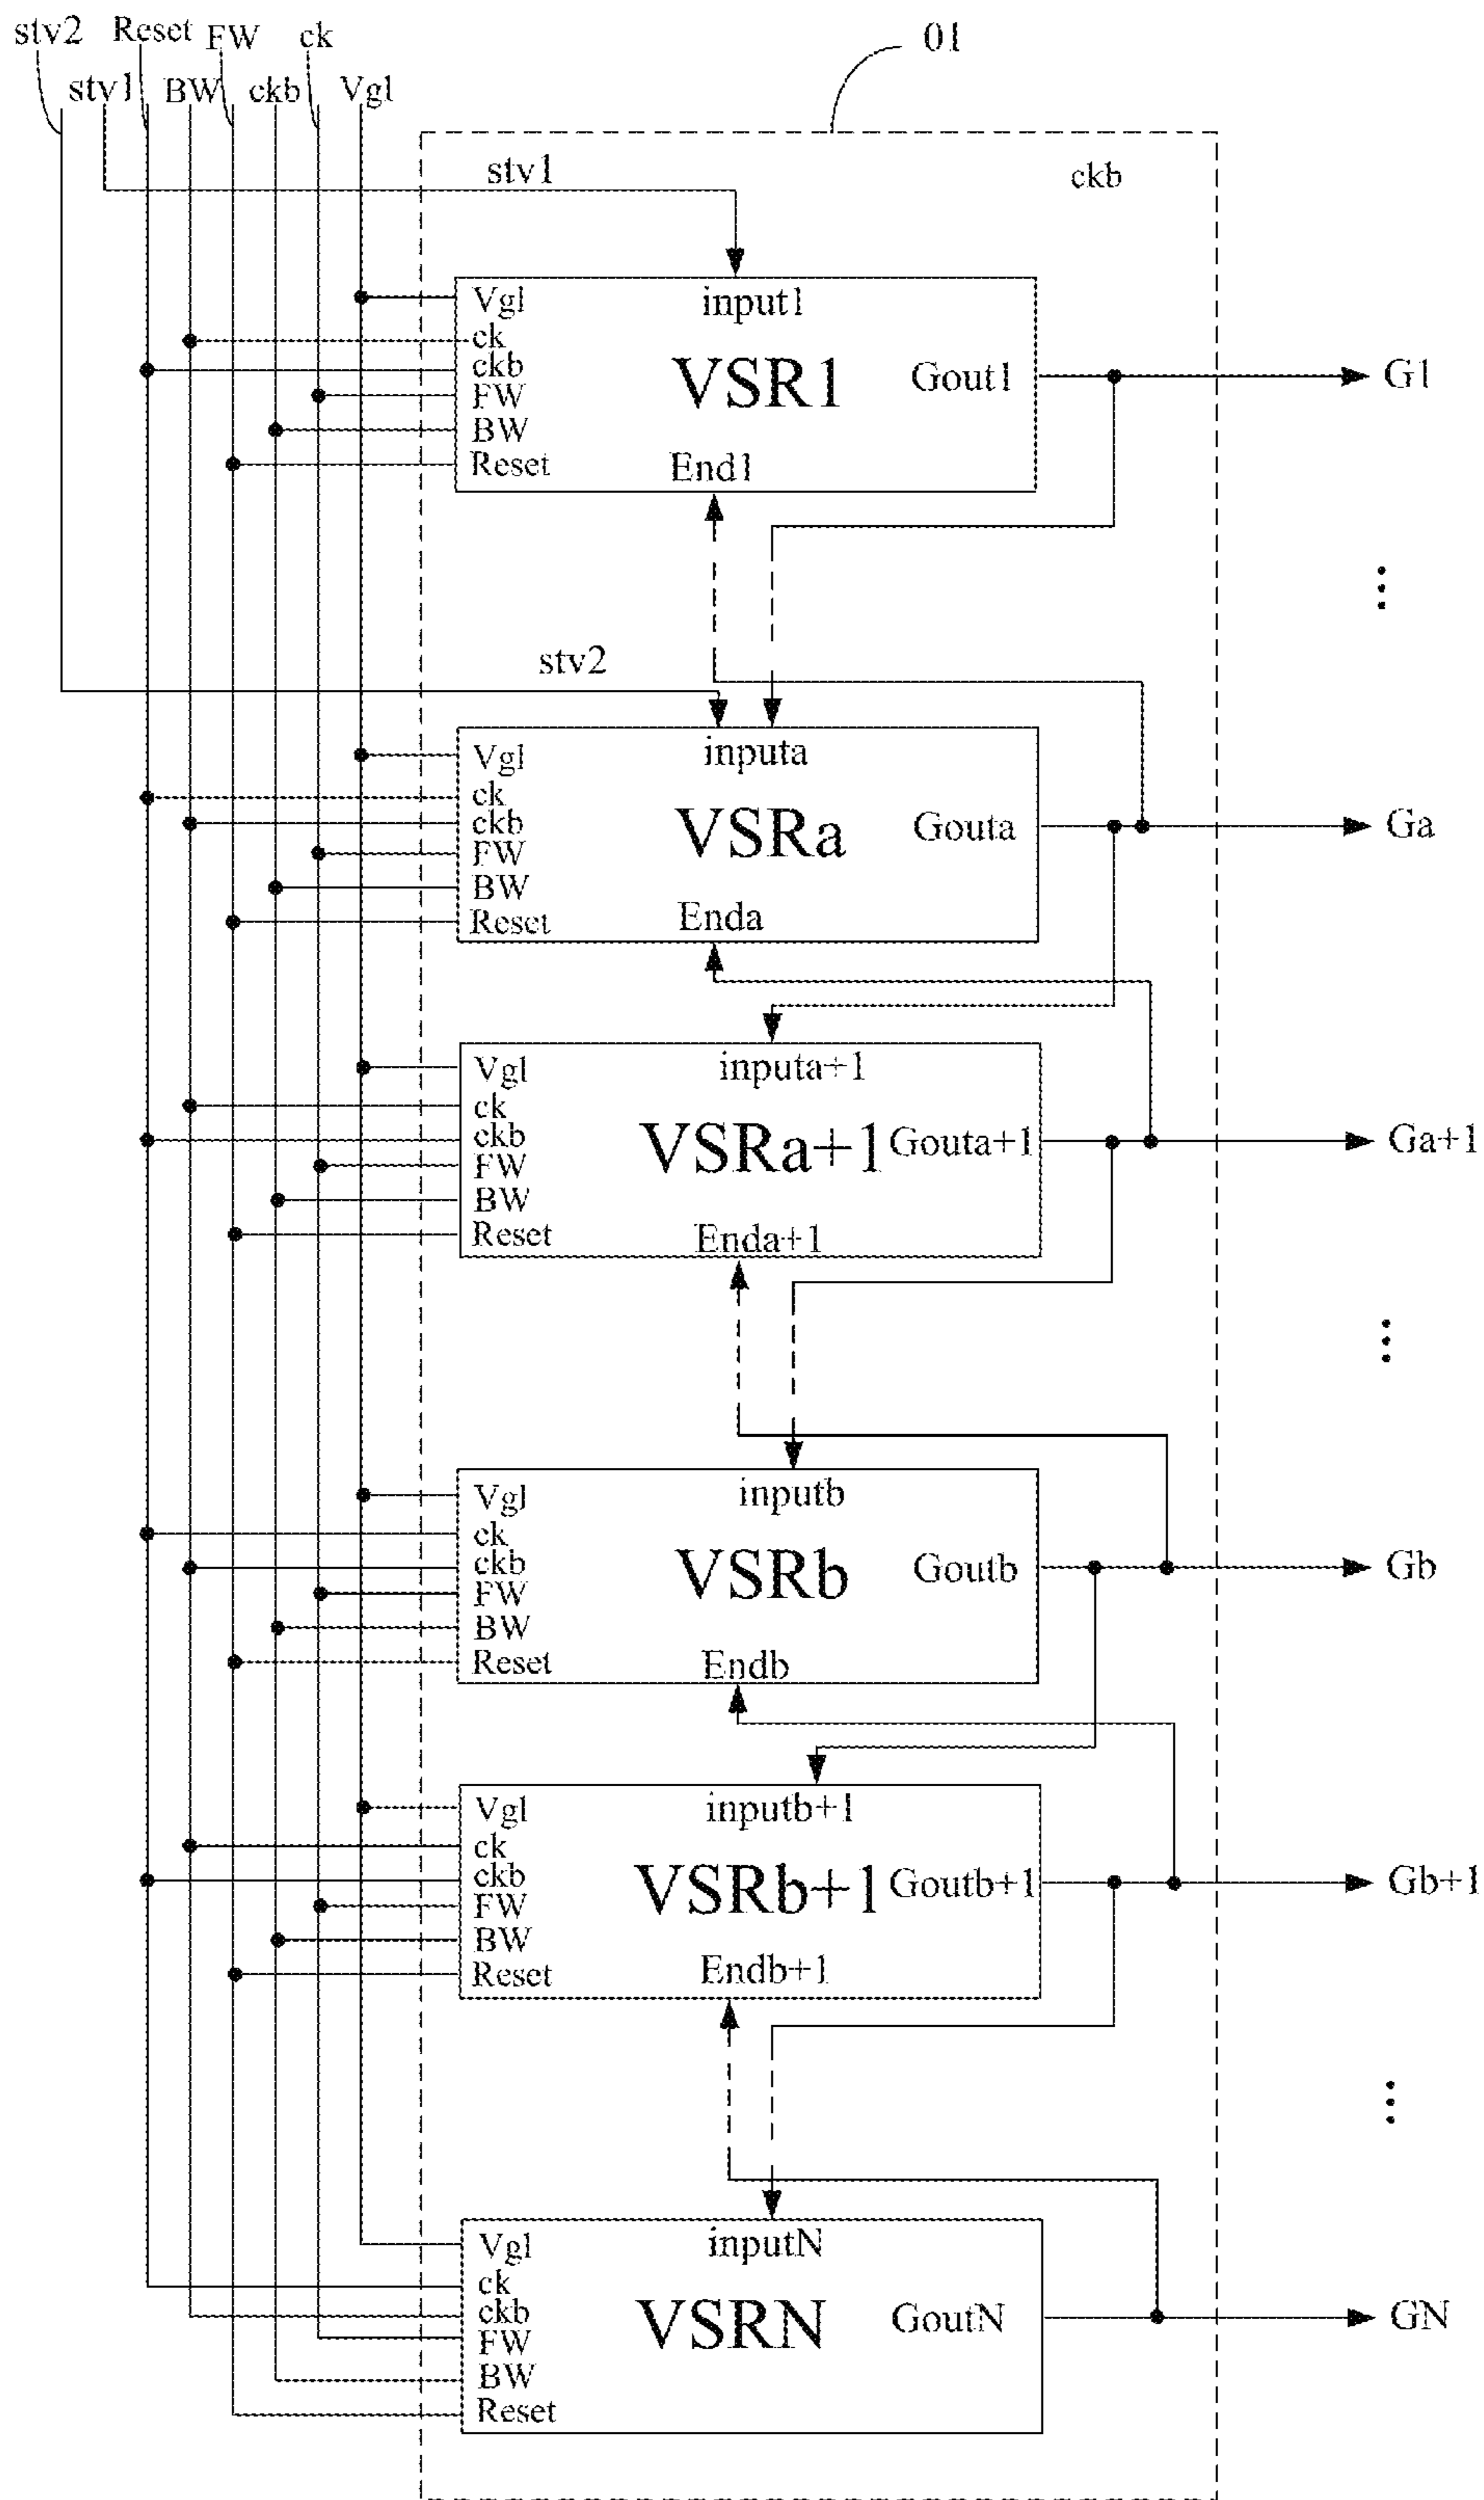 stv2 Reset FW ck 01
stv1 BW ckb Vgl
stv1 ckb
Vgl input1
ck
ckb VSR1 Gout1 G1
FW
BW
Reset End1
stv2
Vgl inputa
ck
ckb VSRa Gouta Ga
FW
BW
Reset Enda
Vgl inputa+1
ck
ckb VSRa+1 Gouta+1 Ga+1
FW
BW
Reset Enda+1
Vgl inputb
ck
ckb VSRb Goutb Gb
FW
BW
Reset Endb
Vgl inputb+1
ck
ckb VSRb+1 Goutb+1 Gb+1
FW
BW
Reset Endb+1
Vgl inputN
ck
ckb VSRN GoutN GN
FW
BW
Reset